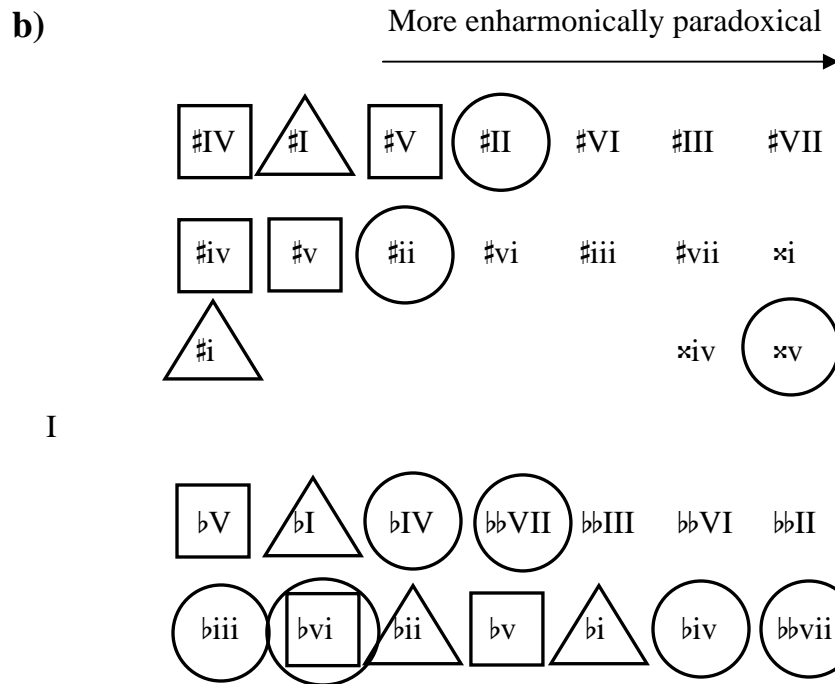 b)
More enharmonically paradoxical
♯IV ♯I ♯V ♯II ♯VI ♯III ♯VII
♯iv ♯v ♯ii ♯vi ♯iii ♯vii 𝄪i
♯i 𝄪iv 𝄪v
I
♭V ♭I ♭IV ♭♭VII ♭♭III ♭♭VI ♭♭II
♭iii ♭vi ♭ii ♭v ♭i ♭iv ♭♭vii